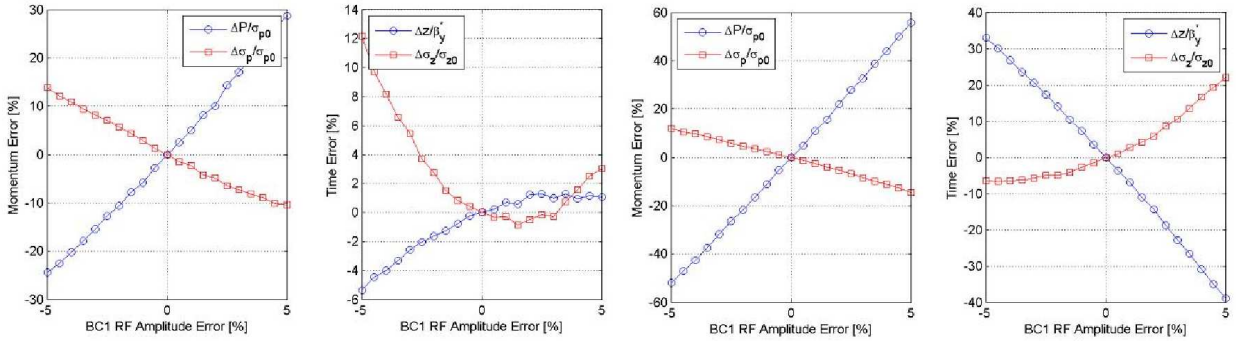 30
20
10
0
-10
-20
30
-5
0
5
Momentum Error [%]
BC1 RF Amplitude Error [%]
ΔP/σp0
Δσp/σp0
14
12
10
8
6
4
2
0
-2
-4
-6
-5
0
5
Time Error [%]
BC1 RF Amplitude Error [%]
Δz/βy*
Δσz/σz0
60
40
20
0
-20
-40
-60
-5
0
5
Momentum Error [%]
BC1 RF Amplitude Error [%]
ΔP/σp0
Δσp/σp0
40
30
20
10
0
-10
-20
-30
-40
-5
0
5
Time Error [%]
BC1 RF Amplitude Error [%]
Δz/βy*
Δσz/σz0